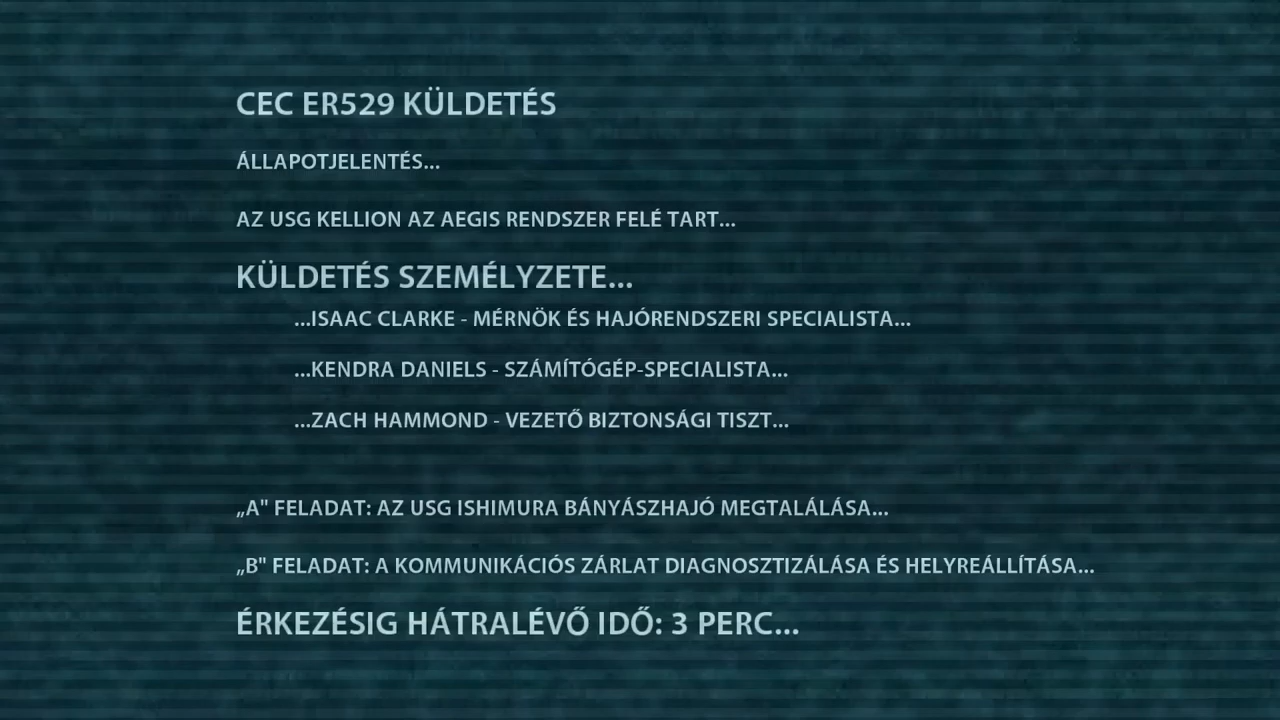 CEC ER529 KÜLDETÉS
ÁLLAPOTJELENTÉS...
AZ USG KELLION AZ AEGIS RENDSZER FELÉ TART...
KÜLDETÉS SZEMÉLYZETE...
...ISAAC CLARKE - MÉRNÖK ÉS HAJÓRENDSZERI SPECIALISTA...
...KENDRA DANIELS - SZÁMÍTÓGÉP-SPECIALISTA...
...ZACH HAMMOND - VEZETŐ BIZTONSÁGI TISZT...
„A" FELADAT: AZ USG ISHIMURA BÁNYÁSZHAJÓ MEGTALÁLÁSA...
„B" FELADAT: A KOMMUNIKÁCIÓS ZÁRLAT DIAGNOSZTIZÁLÁSA ÉS HELYREÁLLÍTÁSA...
ÉRKEZÉSIG HÁTRALÉVŐ IDŐ: 3 PERC...